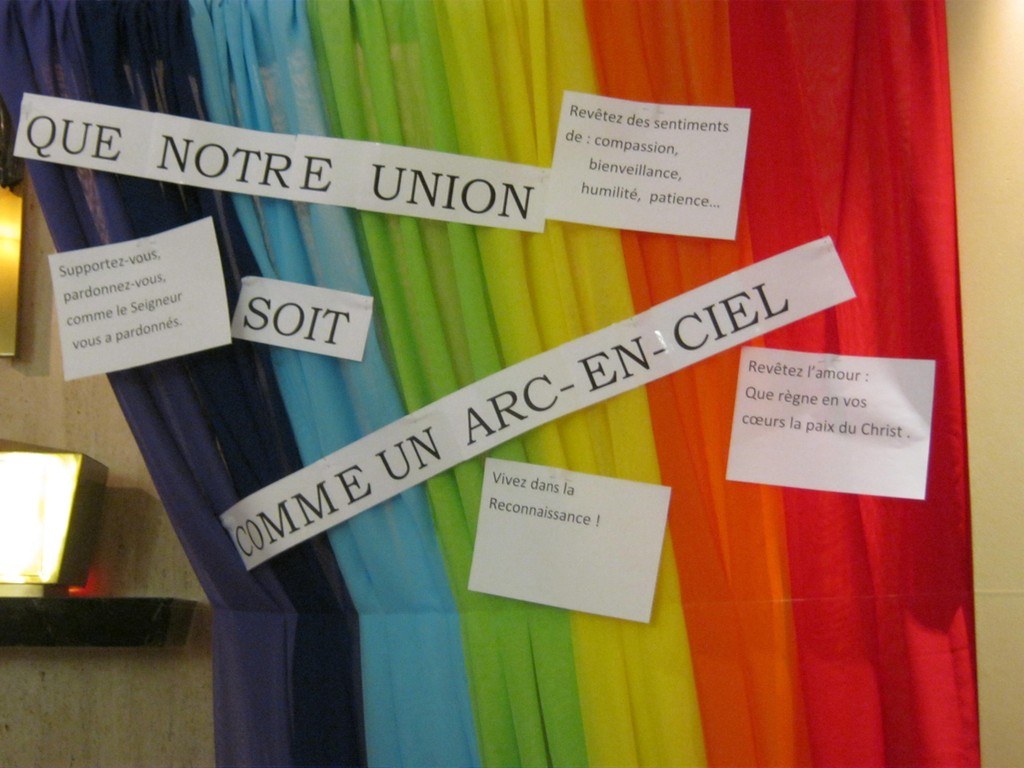 QUE NOTRE UNION
Revêtez des sentiments
de : compassion,
bienveillance,
humilité, patience...
Supportez-vous,
pardonnez-vous,
comme le Seigneur
vous a pardonnés.
SOIT
COMME UN ARC-EN-CIEL
Revêtez l'amour :
Que règne en vos
cœurs la paix du Christ .
Vivez dans la
Reconnaissance !